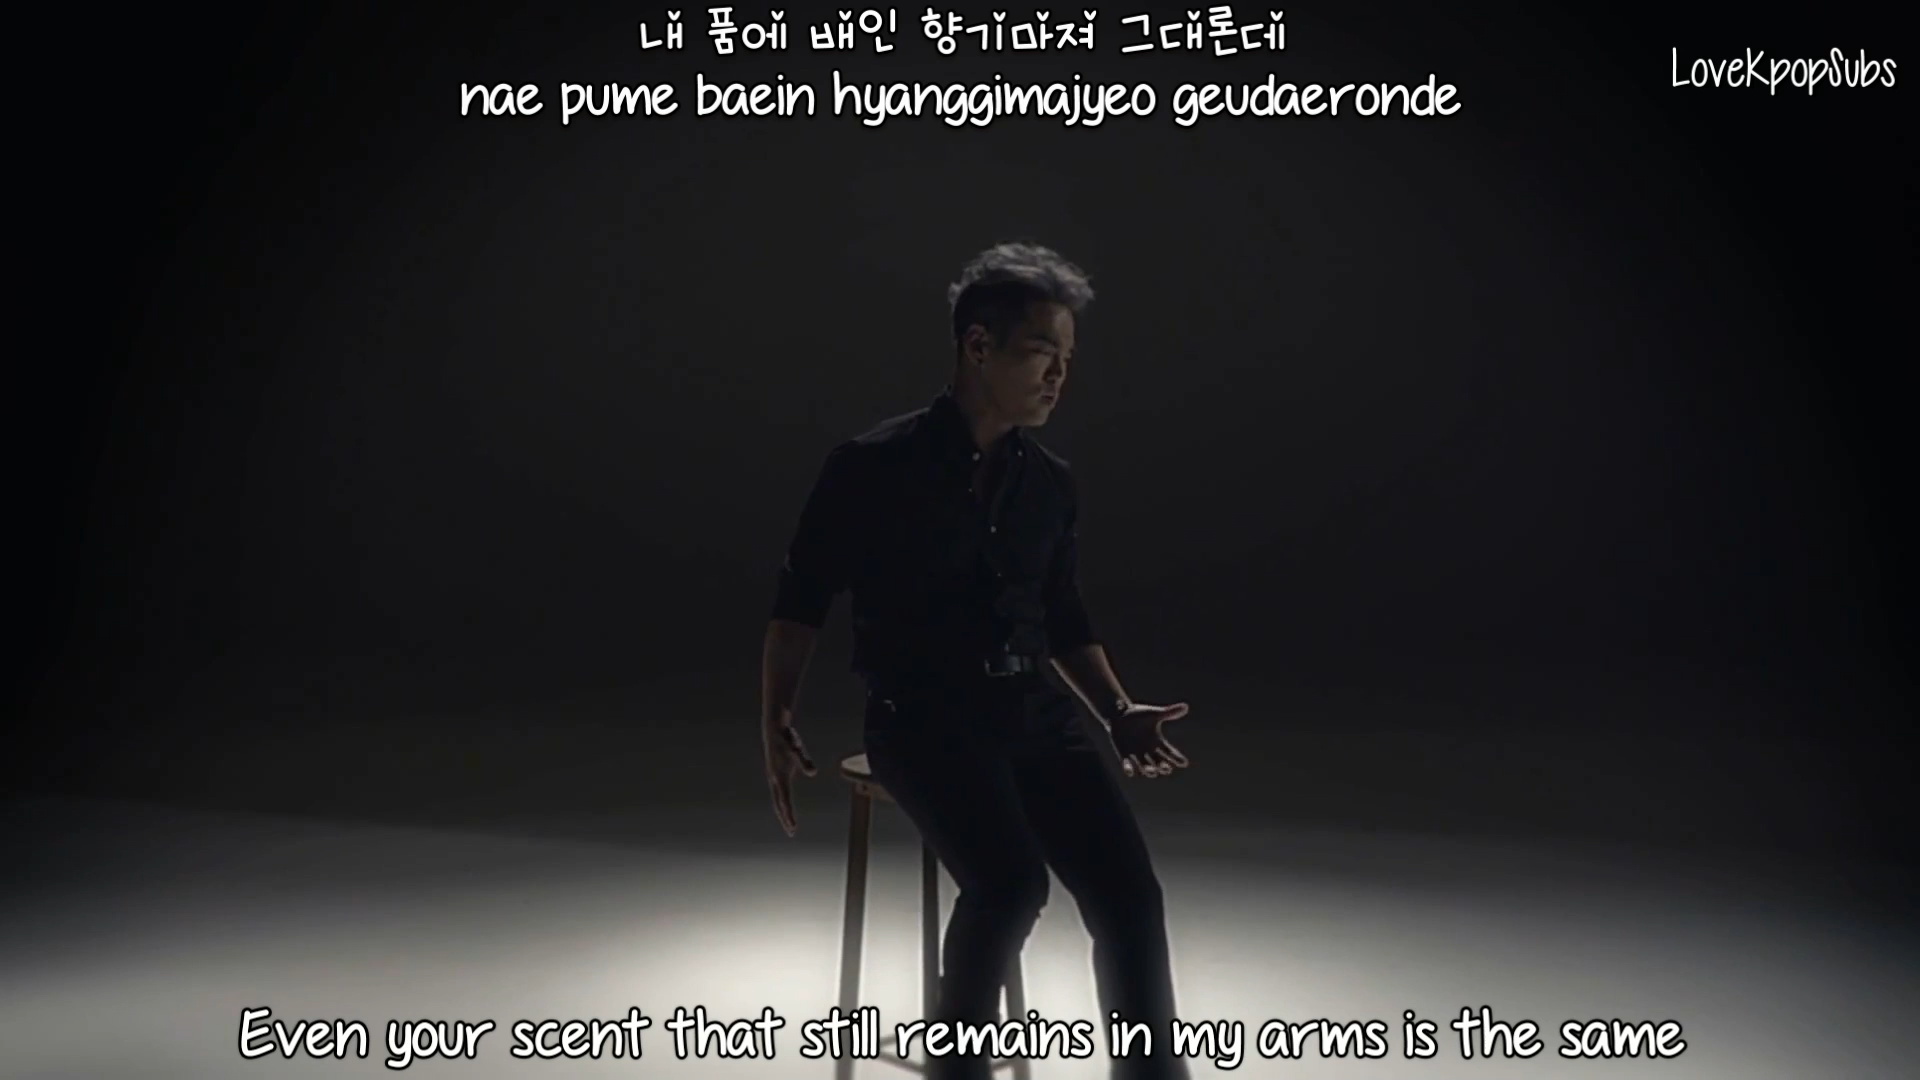 내 품에 배인 향기마져 그대론데
nae pume baein hyanggimajyeo geudaeronde
LoveKpopSubs
Even your scent that still remains in my arms is the same